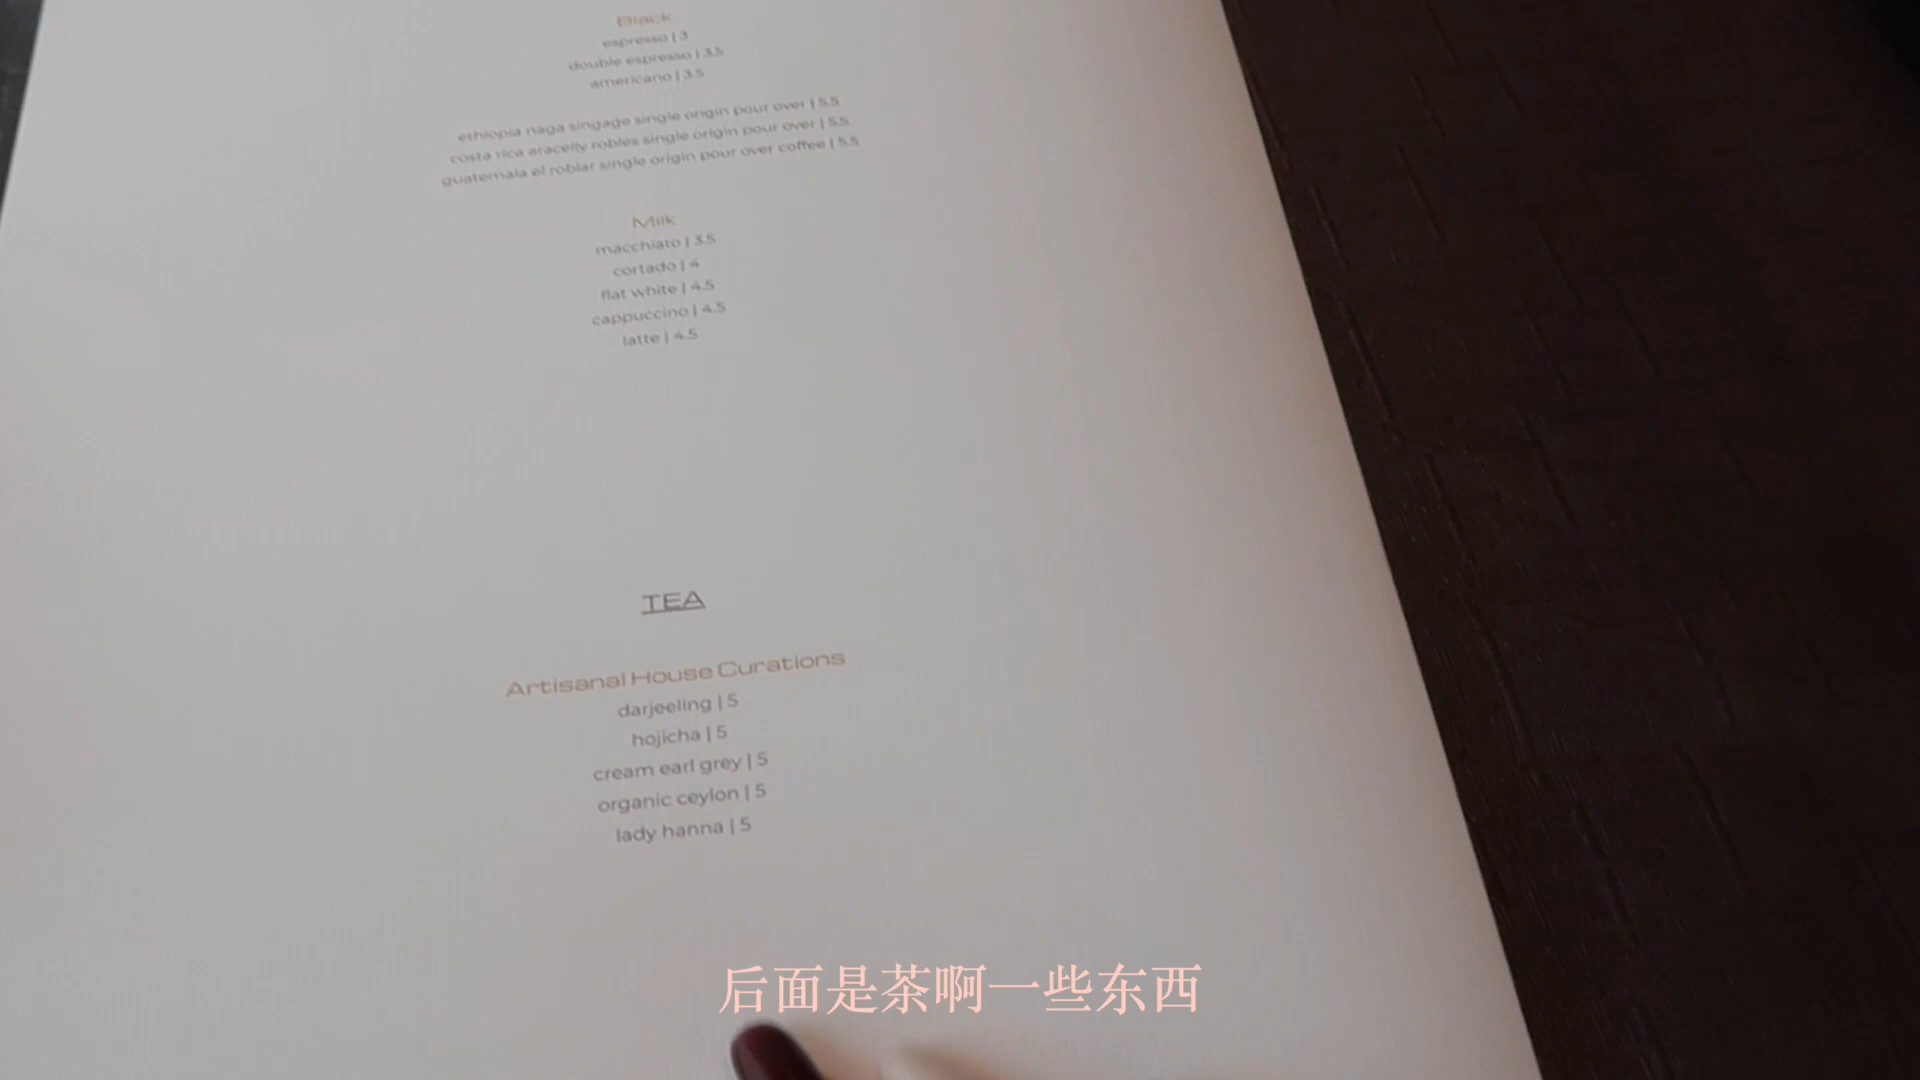 Black
espresso | 3
double espresso | 3.5
americano | 3.5
ethiopia naga singage single origin pour over | 5.5
costa rica aracelly robles single origin pour over | 5.5
guatemala el roblar single origin pour over coffee | 5.5
Milk
macchiato | 3.5
cortado | 4
flat white | 4.5
cappuccino | 4.5
latte | 4.5
TEA
Artisanal House Curations
darjeeling | 5
hojicha | 5
cream earl grey | 5
organic ceylon | 5
lady hanna | 5
后面是茶啊一些东西